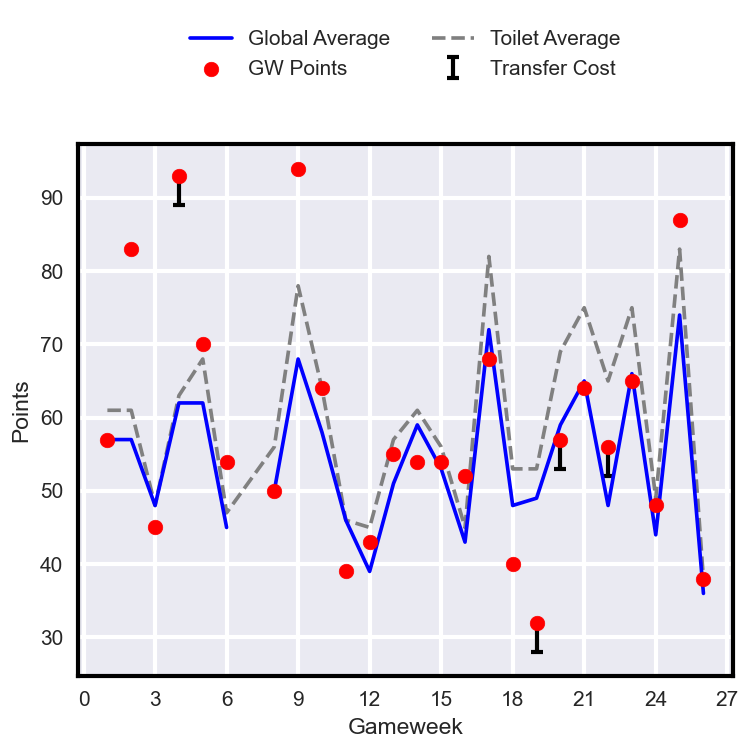 Global Average
Toilet Average
GW Points
Transfer Cost
90
80
70
60
50
40
30
Points
0 3 6 9 12 15 18 21 24 27
Gameweek